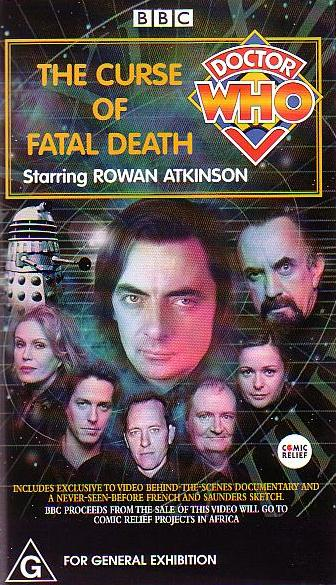 BBC
DOCTOR
WHO
THE CURSE
OF
FATAL DEATH
Starring ROWAN ATKINSON
COMIC
RELIEF
INCLUDES EXCLUSIVE TO VIDEO BEHIND-THE-SCENES DOCUMENTARY AND
A NEVER-SEEN-BEFORE FRENCH AND SAUNDERS SKETCH.
BBC PROCEEDS FROM THE SALE OF THIS VIDEO WILL GO TO
COMIC RELIEF PROJECTS IN AFRICA
G
FOR GENERAL EXHIBITION